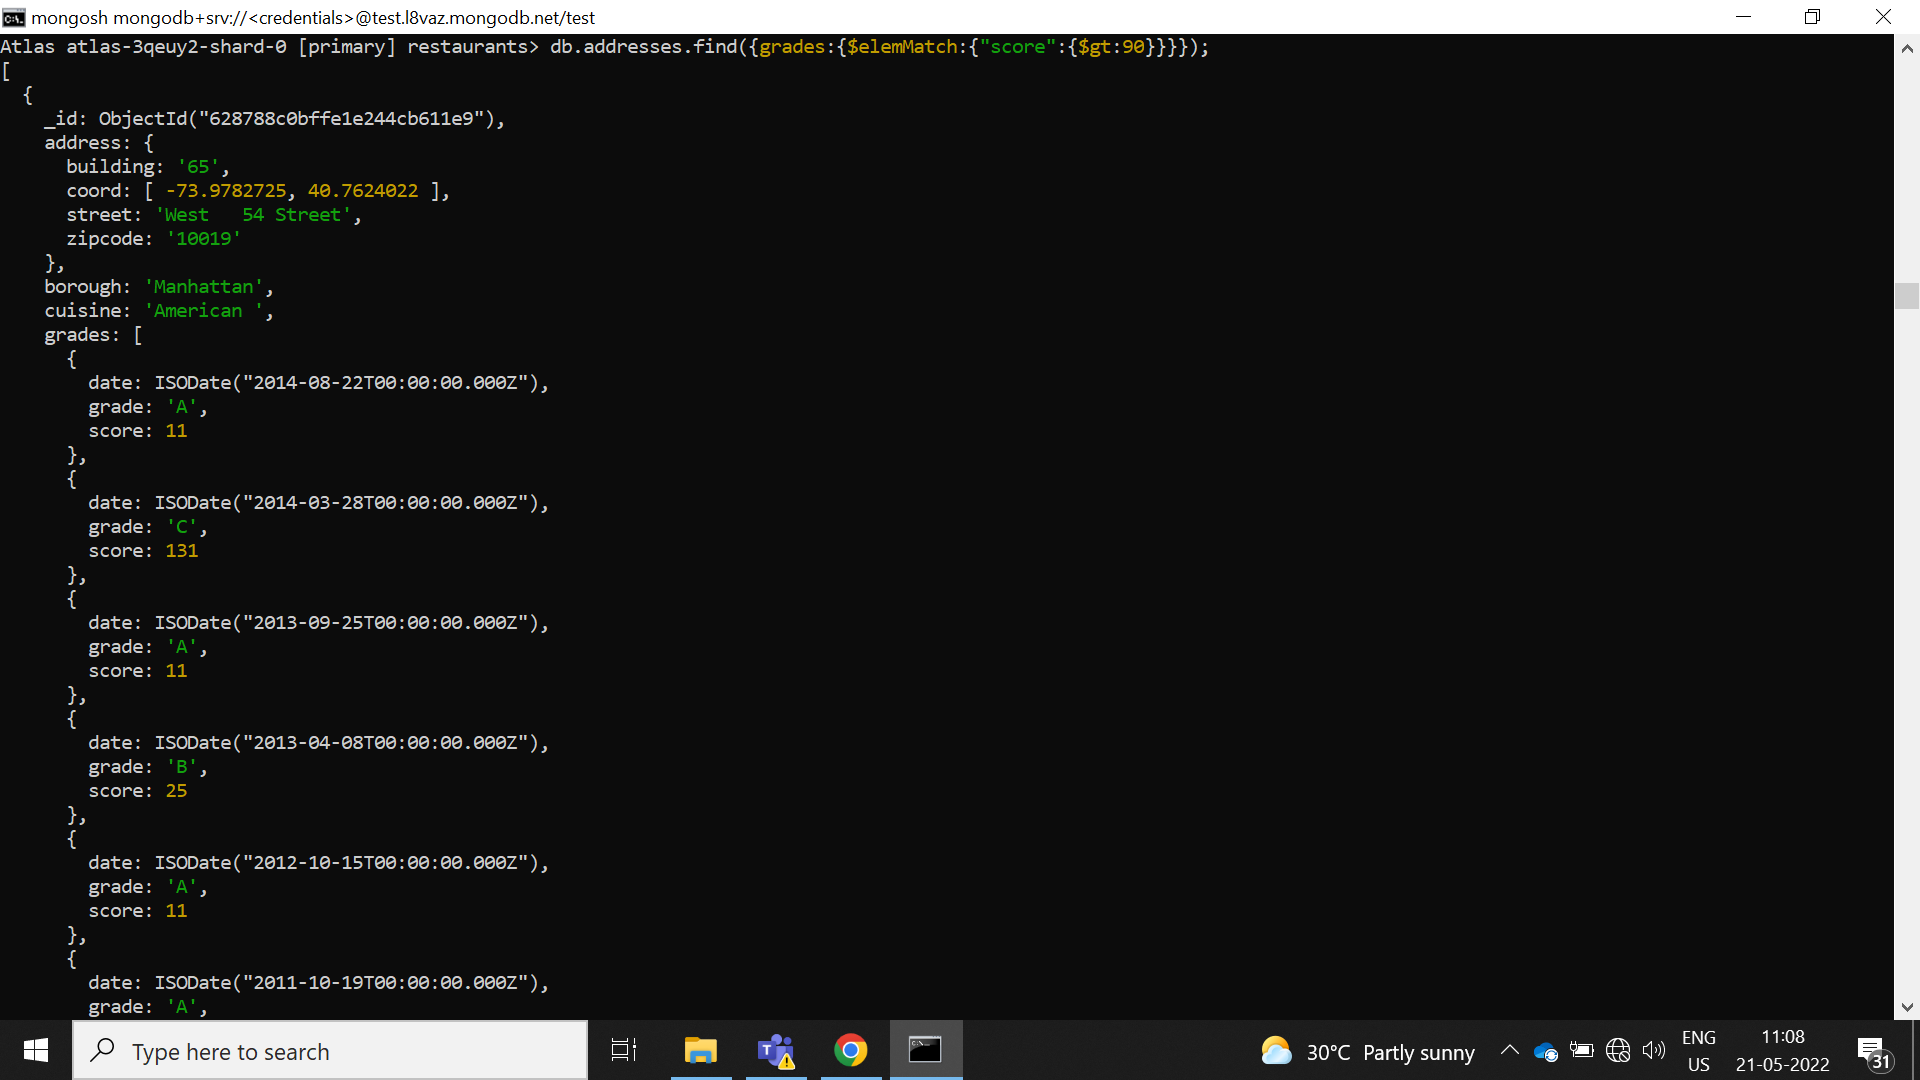 mongosh mongodb+srv://<credentials>@test.l8vaz.mongodb.net/test
Atlas atlas-3qeuy2-shard-0 [primary] restaurants> db.addresses.find({grades:{$elemMatch:{"score":{$gt:90}}}});
[
  {
    _id: ObjectId("628788c0bffe1e244cb611e9"),
    address: {
      building: '65',
      coord: [ -73.9782725, 40.7624022 ],
      street: 'West   54 Street',
      zipcode: '10019'
    },
    borough: 'Manhattan',
    cuisine: 'American ',
    grades: [
      {
        date: ISODate("2014-08-22T00:00:00.000Z"),
        grade: 'A',
        score: 11
      },
      {
        date: ISODate("2014-03-28T00:00:00.000Z"),
        grade: 'C',
        score: 131
      },
      {
        date: ISODate("2013-09-25T00:00:00.000Z"),
        grade: 'A',
        score: 11
      },
      {
        date: ISODate("2013-04-08T00:00:00.000Z"),
        grade: 'B',
        score: 25
      },
      {
        date: ISODate("2012-10-15T00:00:00.000Z"),
        grade: 'A',
        score: 11
      },
      {
        date: ISODate("2011-10-19T00:00:00.000Z"),
        grade: 'A',
Type here to search
30°C Partly sunny
ENG
US
11:08
21-05-2022
31